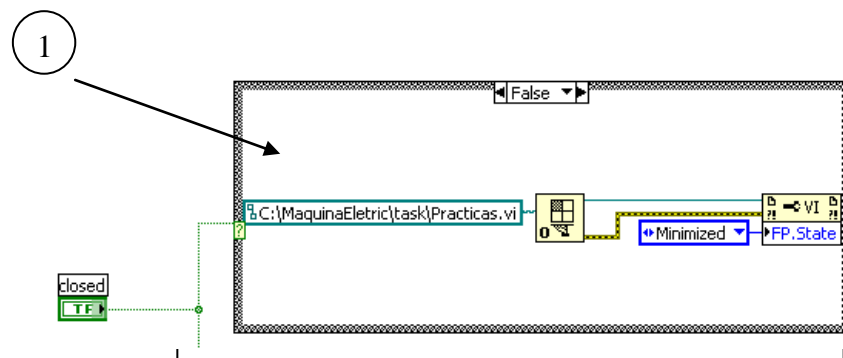 1
False
C:\MaquinaEletric\task\Practicas.vi
?
0
?! VI ?!
Minimized
FP.State
closed
TF